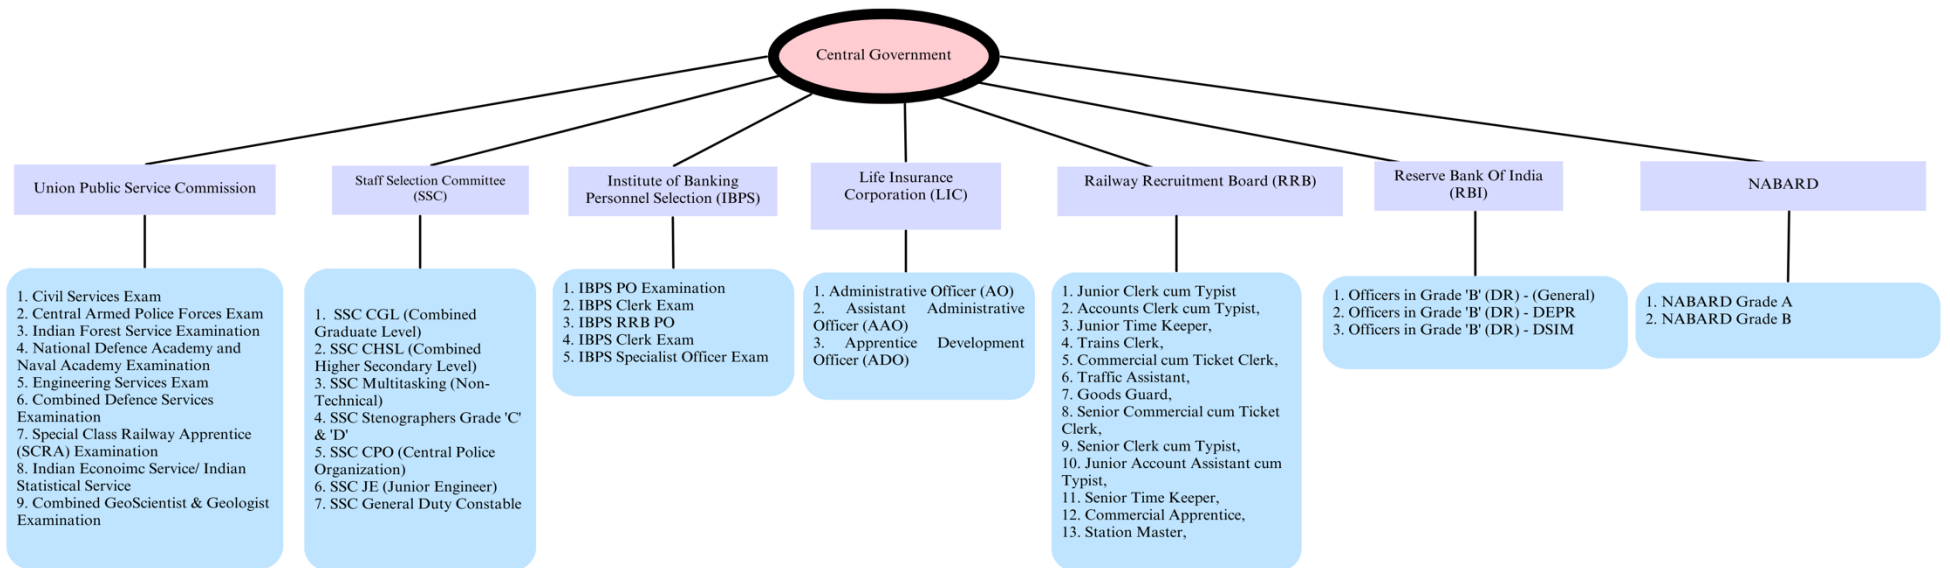 Central Government
Union Public Service Commission
Staff Selection Committee
(SSC)
Institute of Banking
Personnel Selection (IBPS)
Life Insurance
Corporation (LIC)
Railway Recruitment Board (RRB)
Reserve Bank Of India
(RBI)
NABARD
1. Civil Services Exam
2. Central Armed Police Forces Exam
3. Indian Forest Service Examination
4. National Defence Academy and
Naval Academy Examination
5. Engineering Services Exam
6. Combined Defence Services
Examination
7. Special Class Railway Apprentice
(SCRA) Examination
8. Indian Econoimc Service/ Indian
Statistical Service
9. Combined GeoScientist & Geologist
Examination
1. SSC CGL (Combined
Graduate Level)
2. SSC CHSL (Combined
Higher Secondary Level)
3. SSC Multitasking (Non-
Technical)
4. SSC Stenographers Grade 'C'
& 'D'
5. SSC CPO (Central Police
Organization)
6. SSC JE (Junior Engineer)
7. SSC General Duty Constable
1. IBPS PO Examination
2. IBPS Clerk Exam
3. IBPS RRB PO
4. IBPS Clerk Exam
5. IBPS Specialist Officer Exam
1. Administrative Officer (AO)
2. Assistant Administrative
Officer (AAO)
3. Apprentice Development
Officer (ADO)
1. Junior Clerk cum Typist
2. Accounts Clerk cum Typist,
3. Junior Time Keeper,
4. Trains Clerk,
5. Commercial cum Ticket Clerk,
6. Traffic Assistant,
7. Goods Guard,
8. Senior Commercial cum Ticket
Clerk,
9. Senior Clerk cum Typist,
10. Junior Account Assistant cum
Typist,
11. Senior Time Keeper,
12. Commercial Apprentice,
13. Station Master,
1. Officers in Grade 'B' (DR) - (General)
2. Officers in Grade 'B' (DR) - DEPR
3. Officers in Grade 'B' (DR) - DSIM
1. NABARD Grade A
2. NABARD Grade B